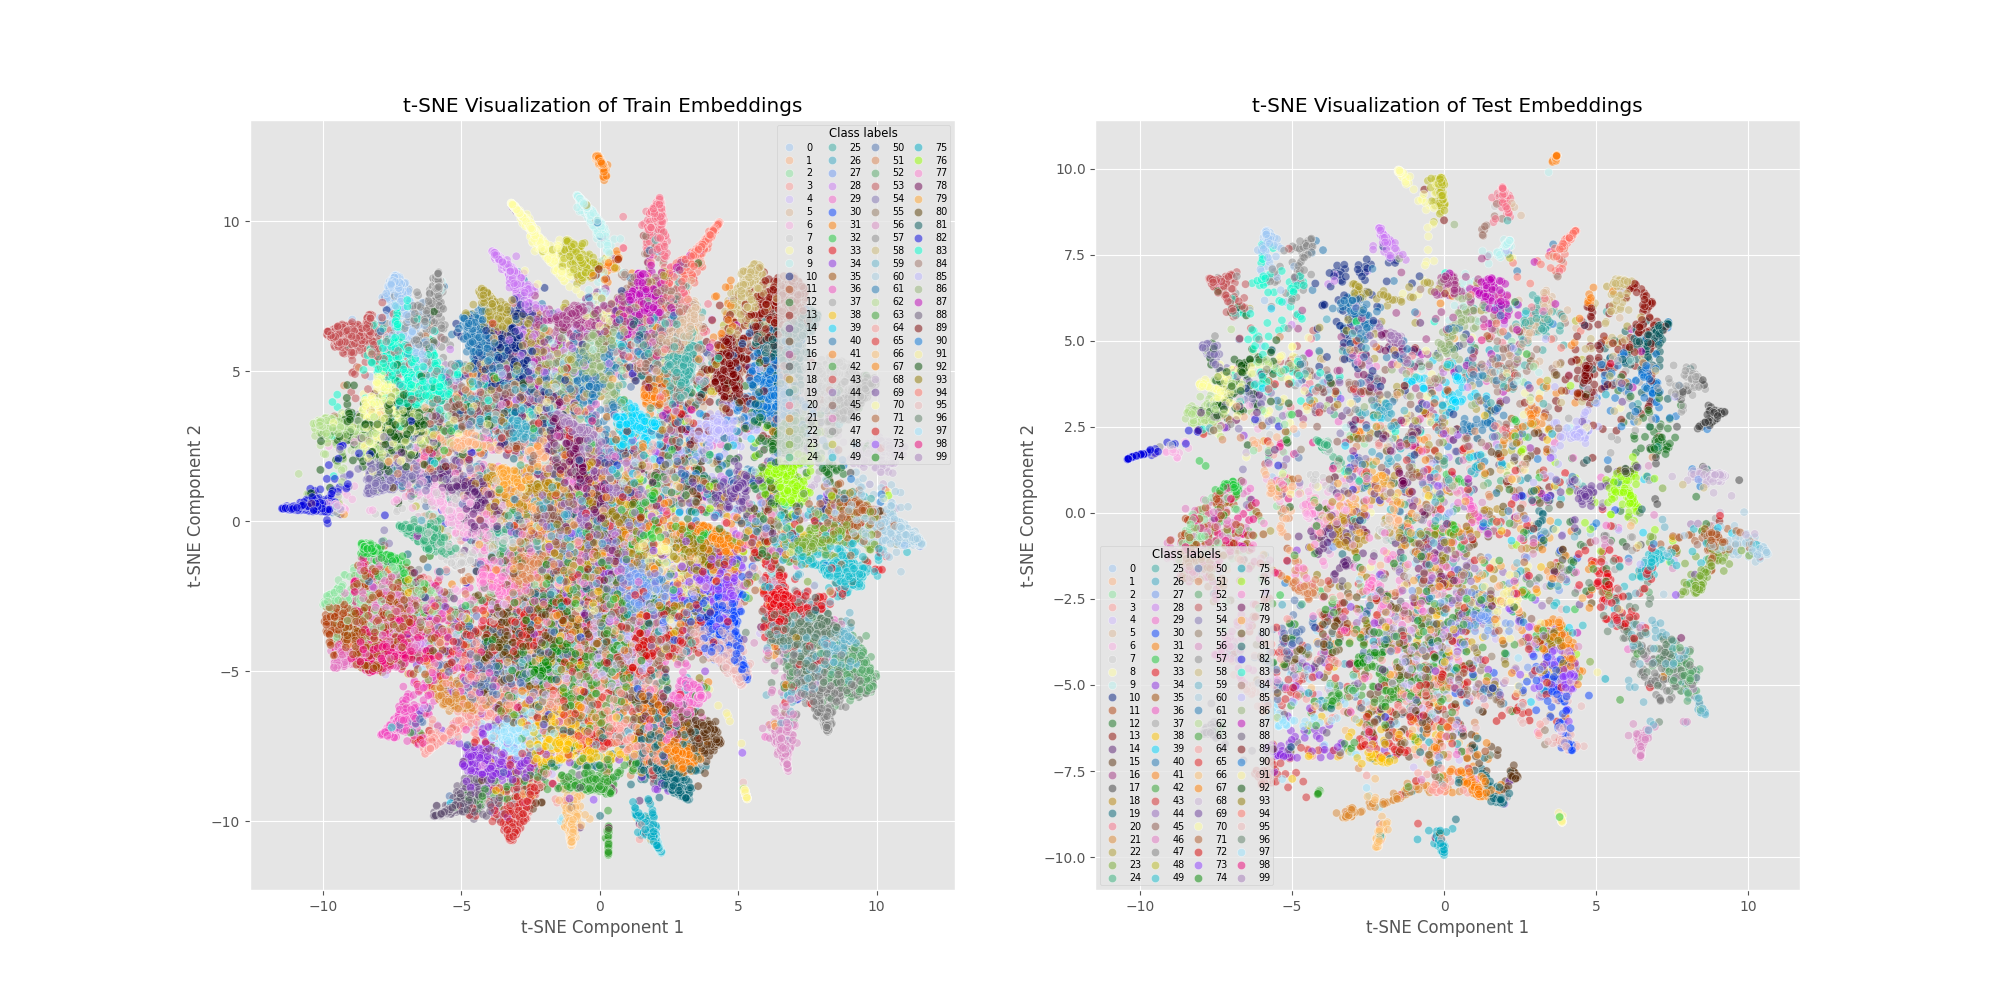 t-SNE Visualization of Train Embeddings
Class labels
0 25 50 75
1 26 51 76
2 27 52 77
3 28 53 78
4 29 54 79
5 30 55 80
6 31 56 81
7 32 57 82
8 33 58 83
9 34 59 84
10 35 60 85
11 36 61 86
12 37 62 87
13 38 63 88
14 39 64 89
15 40 65 90
16 41 66 91
17 42 67 92
18 43 68 93
19 44 69 94
20 45 70 95
21 46 71 96
22 47 72 97
23 48 73 98
24 49 74 99
10
5
0
−5
−10
t-SNE Component 2
−10 −5 0 5 10
t-SNE Component 1
t-SNE Visualization of Test Embeddings
10.0
7.5
5.0
2.5
0.0
−2.5
−5.0
−7.5
−10.0
t-SNE Component 2
Class labels
0 25 50 75
1 26 51 76
2 27 52 77
3 28 53 78
4 29 54 79
5 30 55 80
6 31 56 81
7 32 57 82
8 33 58 83
9 34 59 84
10 35 60 85
11 36 61 86
12 37 62 87
13 38 63 88
14 39 64 89
15 40 65 90
16 41 66 91
17 42 67 92
18 43 68 93
19 44 69 94
20 45 70 95
21 46 71 96
22 47 72 97
23 48 73 98
24 49 74 99
−10 −5 0 5 10
t-SNE Component 1